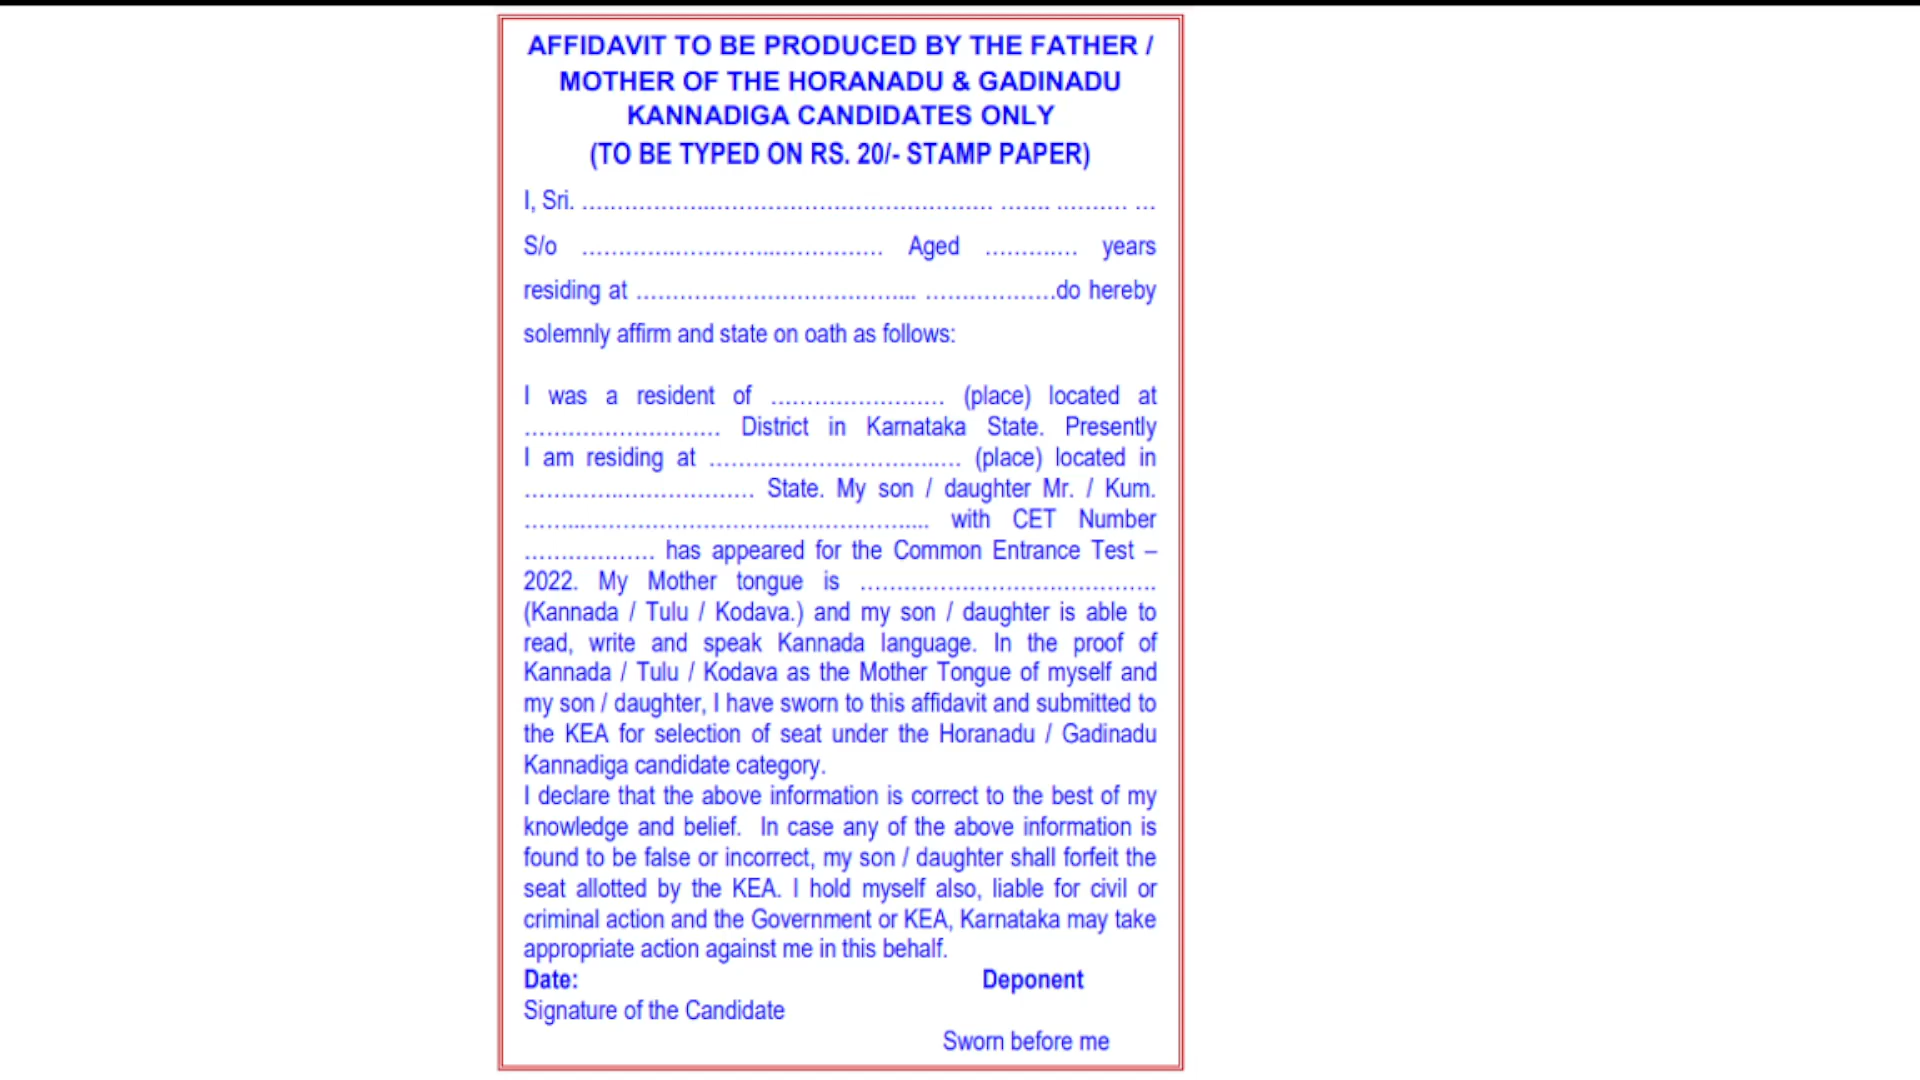 AFFIDAVIT TO BE PRODUCED BY THE FATHER /
MOTHER OF THE HORANADU & GADINADU
KANNADIGA CANDIDATES ONLY
(TO BE TYPED ON RS. 20/- STAMP PAPER)
I, Sri. ……………..…………………………………… ……. …….… …
S/o …………..…………...………… Aged ………… years
residing at …………………………….... ………………do hereby
solemnly affirm and state on oath as follows:
I was a resident of …………………… (place) located at
……………………… District in Karnataka State. Presently
I am residing at …………………………..… (place) located in
…………..……………… State. My son / daughter Mr. / Kum.
……...……………………………………..... with CET Number
……………… has appeared for the Common Entrance Test –
2022. My Mother tongue is ………………………………….
(Kannada / Tulu / Kodava.) and my son / daughter is able to
read, write and speak Kannada language. In the proof of
Kannada / Tulu / Kodava as the Mother Tongue of myself and
my son / daughter, I have sworn to this affidavit and submitted to
the KEA for selection of seat under the Horanadu / Gadinadu
Kannadiga candidate category.
I declare that the above information is correct to the best of my
knowledge and belief. In case any of the above information is
found to be false or incorrect, my son / daughter shall forfeit the
seat allotted by the KEA. I hold myself also, liable for civil or
criminal action and the Government or KEA, Karnataka may take
appropriate action against me in this behalf.
Date: Deponent
Signature of the Candidate
Sworn before me